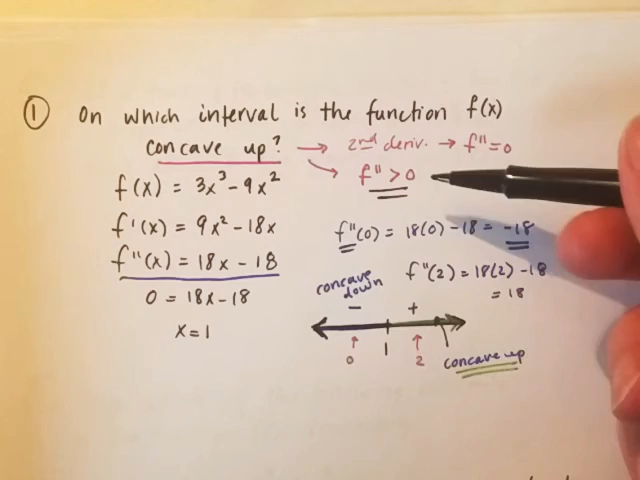 ① On which interval is the function f(x)
concave up? → 2nd deriv. → f''=0
→ f'' > 0
f(x) = 3x³ - 9x²
f'(x) = 9x² - 18x
f''(x) = 18x - 18
0 = 18x - 18
x = 1
f''(0) = 18(0) - 18 = -18
f''(2) = 18(2) - 18
= 18
concave
down
- +
0 1 2
concave up